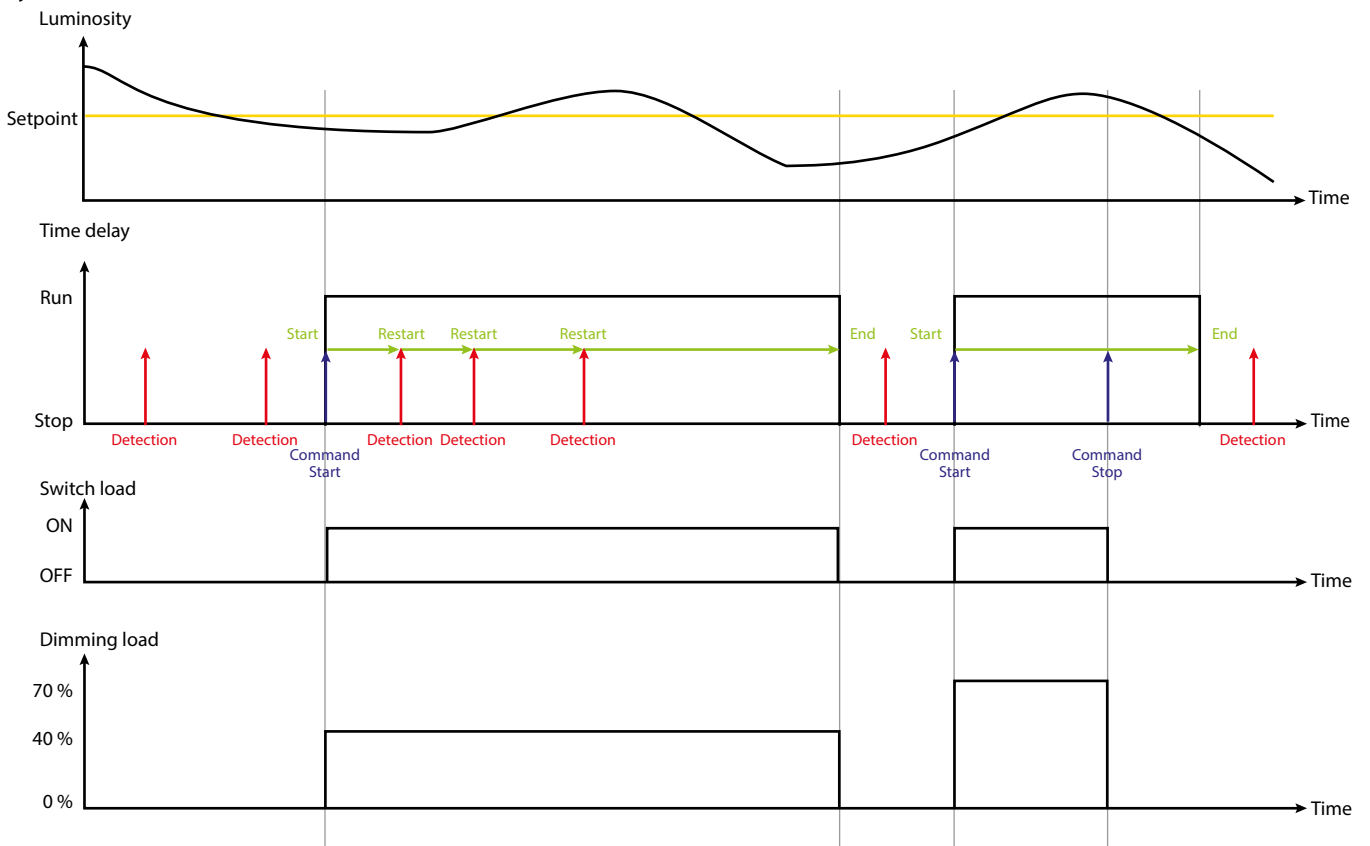 Luminosity
Setpoint
Time
Time delay
Run
Start Restart Restart Restart End Start End
Stop
Time
Detection Detection Detection Detection Detection Detection Detection
Command Start
Command Start
Command Stop
Switch load
ON
OFF
Time
Dimming load
70 %
40 %
0 %
Time